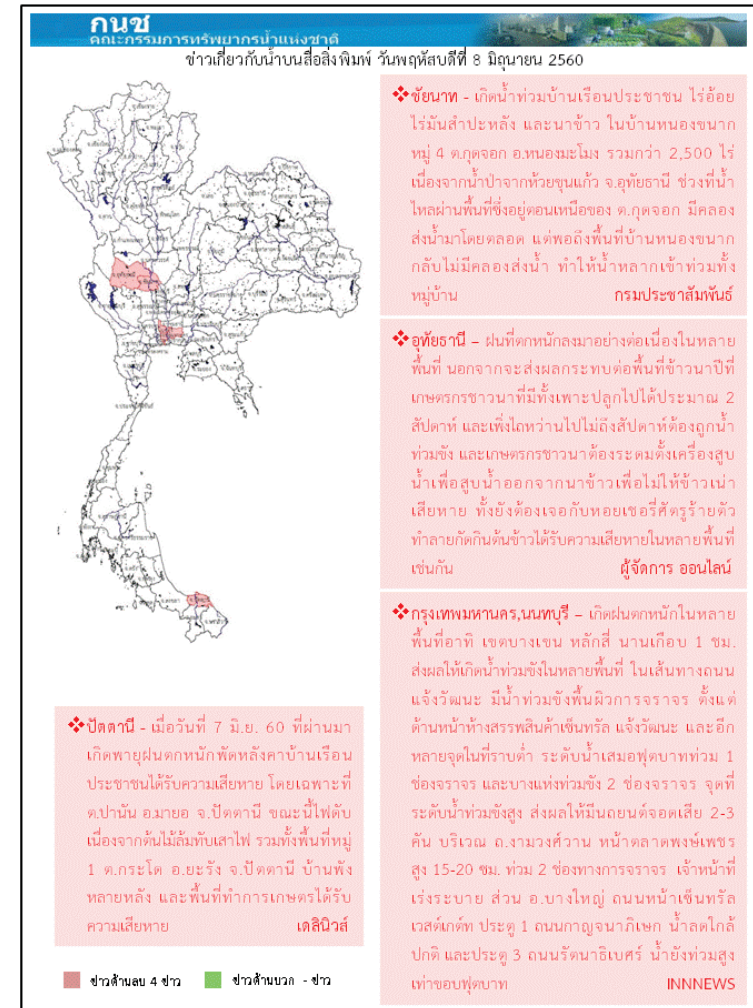 กนช
คณะกรรมการทรัพยากรน้ำแห่งชาติ
ข่าวเกี่ยวกับน้ำบนสื่อสิ่งพิมพ์ วันพฤหัสบดีที่ 8 มิถุนายน 2560
❖ชัยนาท - เกิดน้ำท่วมบ้านเรือนประชาชน ไร่อ้อย
ไร่มันสำปะหลัง และนาข้าว ในบ้านหนองขนาก
หมู่ 4 ต.กุดจอก อ.หนองมะโมง รวมกว่า 2,500 ไร่
เนื่องจากน้ำป่าจากห้วยขุนแก้ว จ.อุทัยธานี ช่วงที่น้ำ
ไหลผ่านพื้นที่ซึ่งอยู่ตอนเหนือของ ต.กุดจอก มีคลอง
ส่งน้ำมาโดยตลอด แต่พอถึงพื้นที่บ้านหนองขนาก
กลับไม่มีคลองส่งน้ำ ทำให้น้ำหลากเข้าท่วมทั้ง
หมู่บ้าน กรมประชาสัมพันธ์
❖อุทัยธานี – ฝนที่ตกหนักลงมาอย่างต่อเนื่องในหลาย
พื้นที่ นอกจากจะส่งผลกระทบต่อพื้นที่ข้าวนาปีที่
เกษตรกรชาวนาที่มีทั้งเพาะปลูกไปได้ประมาณ 2
สัปดาห์ และเพิ่งไถหว่านไปไม่ถึงสัปดาห์ต้องถูกน้ำ
ท่วมขัง และเกษตรกรชาวนาต้องระดมตั้งเครื่องสูบ
น้ำเพื่อสูบน้ำออกจากนาข้าวเพื่อไม่ให้ข้าวเน่า
เสียหาย ทั้งยังต้องเจอกับหอยเชอรี่ศัตรูร้ายตัว
ทำลายกัดกินต้นข้าวได้รับความเสียหายในหลายพื้นที่
เช่นกัน ผู้จัดการ ออนไลน์
❖กรุงเทพมหานคร,นนทบุรี – เกิดฝนตกหนักในหลาย
พื้นที่อาทิ เขตบางเขน หลักสี่ นานเกือบ 1 ชม.
ส่งผลให้เกิดน้ำท่วมขังในหลายพื้นที่ ในเส้นทางถนน
แจ้งวัฒนะ มีน้ำท่วมขังพื้นผิวการจราจร ตั้งแต่
ด้านหน้าห้างสรรพสินค้าเซ็นทรัล แจ้งวัฒนะ และอีก
หลายจุดในที่ราบต่ำ ระดับน้ำเสมอฟุตบาทท่วม 1
ช่องจราจร และบางแห่งท่วมขัง 2 ช่องจราจร จุดที่
ระดับน้ำท่วมขังสูง ส่งผลให้มีรถยนต์จอดเสีย 2-3
คัน บริเวณ ถ.งามวงศ์วาน หน้าตลาดพงษ์เพชร
สูง 15-20 ซม. ท่วม 2 ช่องทางการจราจร เจ้าหน้าที่
เร่งระบาย ส่วน อ.บางใหญ่ ถนนหน้าเซ็นทรัล
เวสต์เกต์ท ประตู 1 ถนนกาญจนาภิเษก น้ำลดใกล้
ปกติ และประตู 3 ถนนรัตนาธิเบศร์ น้ำยังท่วมสูง
เท่าขอบฟุตบาท INNNEWS
❖ปัตตานี - เมื่อวันที่ 7 มิ.ย. 60 ที่ผ่านมา
เกิดพายุฝนตกหนักพัดหลังคาบ้านเรือน
ประชาชนได้รับความเสียหาย โดยเฉพาะที่
ต.ปานัน อ.มายอ จ.ปัตตานี ขณะนี้ไฟดับ
เนื่องจากต้นไม้ล้มทับเสาไฟ รวมทั้งพื้นที่หมู่
1 ต.กระโด อ.ยะรัง จ.ปัตตานี บ้านพัง
หลายหลัง และพื้นที่ทำการเกษตรได้รับ
ความเสียหาย เดลินิวส์
ข่าวด้านลบ 4 ข่าว ข่าวด้านบวก - ข่าว